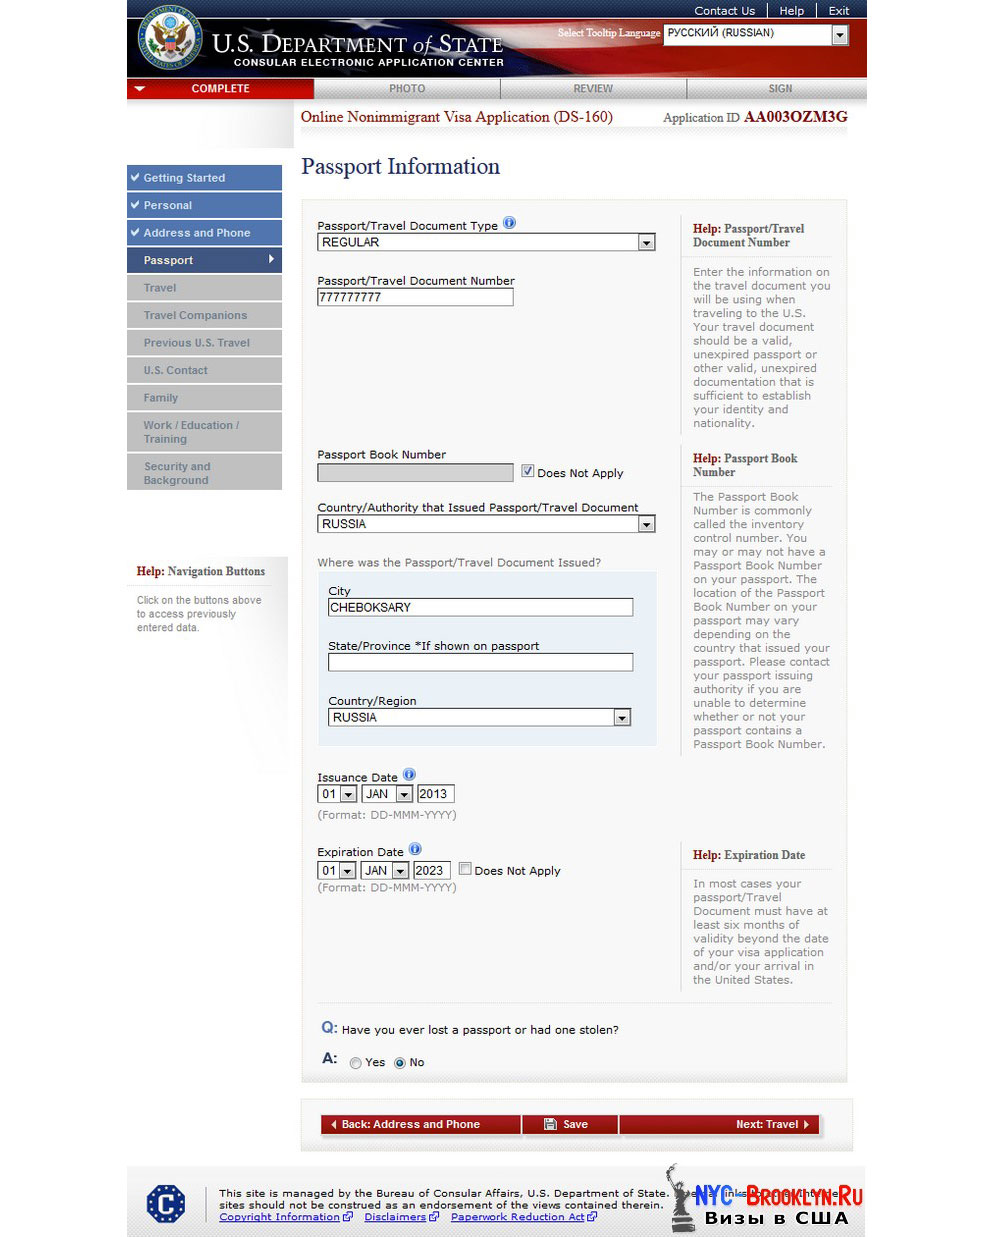 Contact Us | Help | Exit
U.S. DEPARTMENT of STATE
CONSULAR ELECTRONIC APPLICATION CENTER
Select Tooltip Language РУССКИЙ (RUSSIAN)
COMPLETE PHOTO REVIEW SIGN
Online Nonimmigrant Visa Application (DS-160) Application ID AA003OZM3G
Passport Information
Getting Started
Personal
Address and Phone
Passport
Travel
Travel Companions
Previous U.S. Travel
U.S. Contact
Family
Work / Education /
Training
Security and
Background
Help: Navigation Buttons
Click on the buttons above
to access previously
entered data.
Passport/Travel Document Type
REGULAR
Passport/Travel Document Number
777777777
Help: Passport/Travel
Document Number
Enter the information on
the travel document you
will be using when
traveling to the U.S.
Your travel document
should be a valid,
unexpired passport or
other valid, unexpired
documentation that is
sufficient to establish
your identity and
nationality.
Passport Book Number
Does Not Apply
Country/Authority that Issued Passport/Travel Document
RUSSIA
Where was the Passport/Travel Document Issued?
City
CHEBOKSARY
State/Province *If shown on passport
Country/Region
RUSSIA
Help: Passport Book
Number
The Passport Book
Number is commonly
called the inventory
control number. You
may or may not have a
Passport Book Number
on your passport. The
location of the Passport
Book Number on your
passport may vary
depending on the
country that issued your
passport. Please contact
your passport issuing
authority if you are
unable to determine
whether or not your
passport contains a
Passport Book Number.
Issuance Date
01 JAN 2013
(Format: DD-MMM-YYYY)
Expiration Date
01 JAN 2023 Does Not Apply
(Format: DD-MMM-YYYY)
Help: Expiration Date
In most cases your
passport/Travel
Document must have at
least six months of
validity beyond the date
of your visa application
and/or your arrival in
the United States.
Q: Have you ever lost a passport or had one stolen?
A: Yes No
Back: Address and Phone Save Next: Travel
This site is managed by the Bureau of Consular Affairs, U.S. Department of State.
sites should not be construed as an endorsement of the views contained therein.
Copyright Information Disclaimers Paperwork Reduction Act
NYC-BROOKLYN.RU
Визы в США